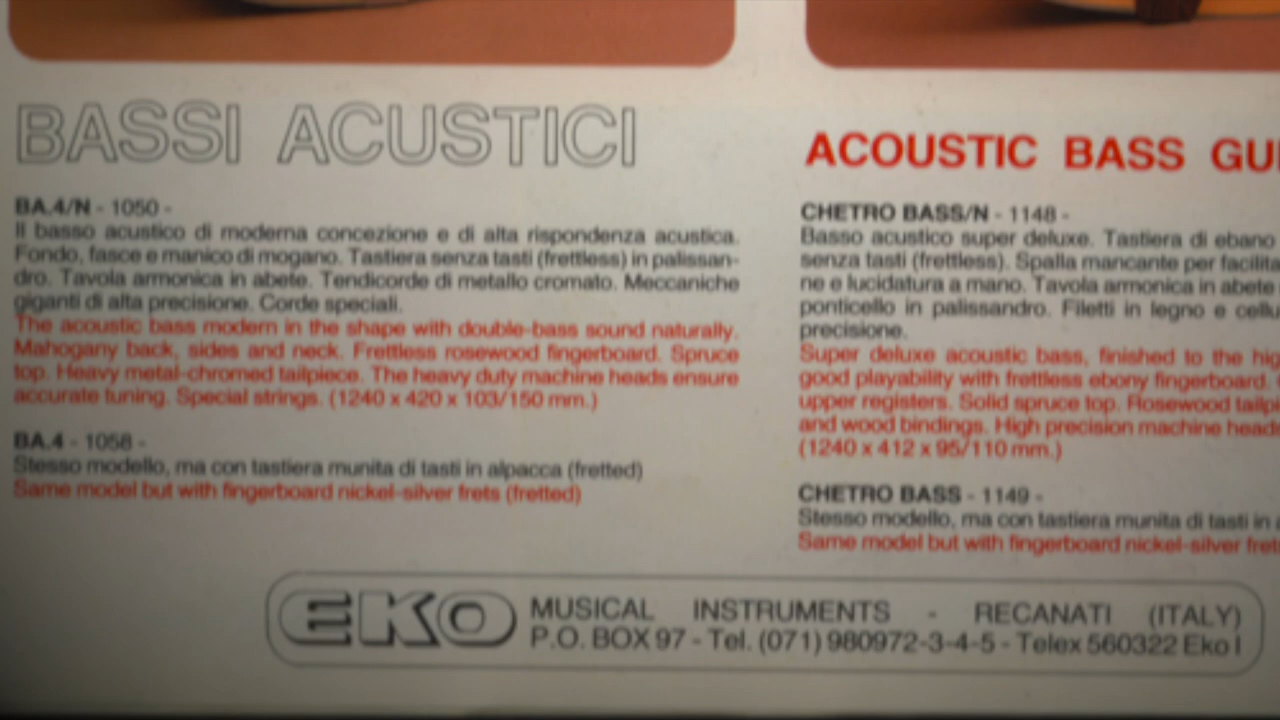 BASSI ACUSTICI
BA.4/N - 1050 -
Il basso acustico di moderna concezione e di alta rispondenza acustica.
Fondo, fasce e manico di mogano. Tastiera senza tasti (frettless) in palissan-
dro. Tavola armonica in abete. Tendicorde di metallo cromato. Meccaniche
giganti di alta precisione. Corde speciali.
The acoustic bass modern in the shape with double-bass sound naturally.
Mahogany back, sides and neck. Frettless rosewood fingerboard. Spruce
top. Heavy metal-chromed tailpiece. The heavy duty machine heads ensure
accurate tuning. Special strings. (1240 x 420 x 103/150 mm.)
BA.4 - 1058 -
Stesso modello, ma con tastiera munita di tasti in alpacca (fretted)
Same model but with fingerboard nickel-silver frets (fretted)
ACOUSTIC BASS
CHETRO BASS/N - 1148 -
Basso acustico super deluxe. Tastiera di ebano
senza tasti (frettless). Spalla mancante per
ne e lucidatura a mano. Tavola armonica in abete
ponticello in palissandro. Filetti in legno e
precisione.
Super deluxe acoustic bass, finished to the
good playability with frettless ebony fingerboard.
upper registers. Solid spruce top. Rosewood
and wood bindings. High precision machine heads
(1240 x 412 x 95/110 mm.)
CHETRO BASS - 1149 -
Stesso modello, ma con tastiera munita di tasti in
Same model but with fingerboard nickel-silver
EKO MUSICAL INSTRUMENTS - RECANATI (ITALY)
P.O. BOX 97 - Tel. (071) 980972-3-4-5 - Telex 560322 Eko I